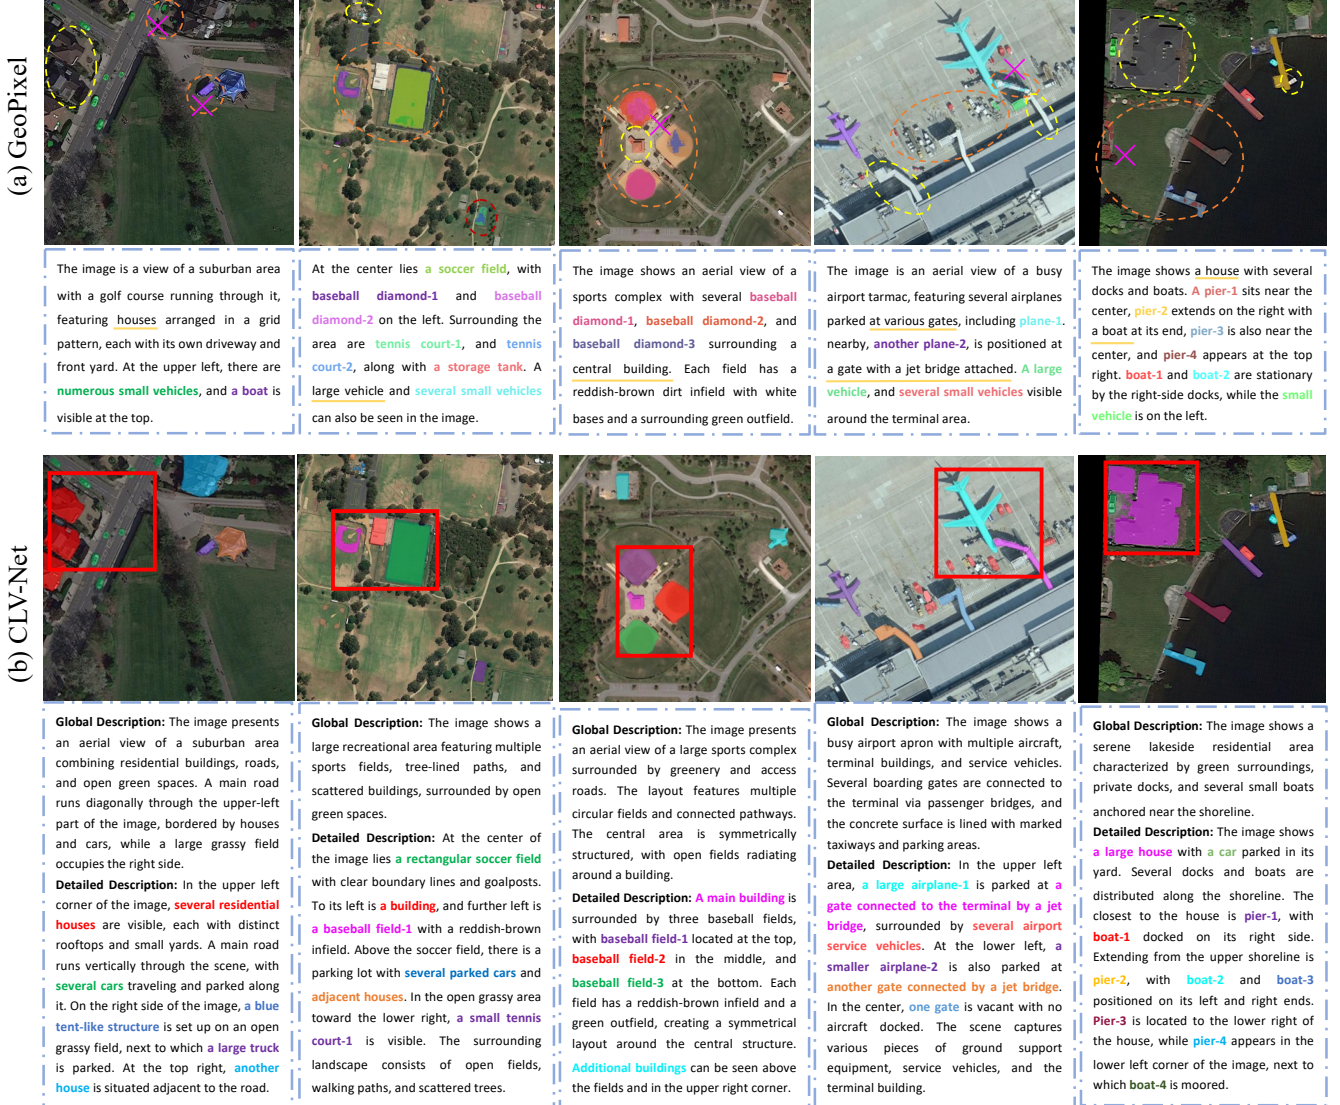 (a) GeoPixel
The image is a view of a suburban area
with a golf course running through it,
featuring houses arranged in a grid
pattern, each with its own driveway and
front yard. At the upper left, there are
numerous small vehicles, and a boat is
visible at the top.
At the center lies a soccer field, with
baseball diamond-1 and baseball
diamond-2 on the left. Surrounding the
area are tennis court-1, and tennis
court-2, along with a storage tank. A
large vehicle and several small vehicles
can also be seen in the image.
The image shows an aerial view of a
sports complex with several baseball
diamond-1, baseball diamond-2, and
baseball diamond-3 surrounding a
central building. Each field has a
reddish-brown dirt infield with white
bases and a surrounding green outfield.
The image is an aerial view of a busy
airport tarmac, featuring several airplanes
parked at various gates, including plane-1.
nearby, another plane-2, is positioned at
a gate with a jet bridge attached. A large
vehicle, and several small vehicles visible
around the terminal area.
The image shows a house with several
docks and boats. A pier-1 sits near the
center, pier-2 extends on the right with
a boat at its end, pier-3 is also near the
center, and pier-4 appears at the top
right. boat-1 and boat-2 are stationary
by the right-side docks, while the small
vehicle is on the left.
(b) CLV-Net
Global Description: The image presents
an aerial view of a suburban area
combining residential buildings, roads,
and open green spaces. A main road
runs diagonally through the upper-left
part of the image, bordered by houses
and cars, while a large grassy field
occupies the right side.
Detailed Description: In the upper left
corner of the image, several residential
houses are visible, each with distinct
rooftops and small yards. A main road
runs vertically through the scene, with
several cars traveling and parked along
it. On the right side of the image, a blue
tent-like structure is set up on an open
grassy field, next to which a large truck
is parked. At the top right, another
house is situated adjacent to the road.
Global Description: The image shows a
large recreational area featuring multiple
sports fields, tree-lined paths, and
scattered buildings, surrounded by open
green spaces.
Detailed Description: At the center of
the image lies a rectangular soccer field
with clear boundary lines and goalposts.
To its left is a building, and further left is
a baseball field-1 with a reddish-brown
infield. Above the soccer field, there is a
parking lot with several parked cars and
adjacent houses. In the open grassy area
toward the lower right, a small tennis
court-1 is visible. The surrounding
landscape consists of open fields,
walking paths, and scattered trees.
Global Description: The image presents
an aerial view of a large sports complex
surrounded by greenery and access
roads. The layout features multiple
circular fields and connected pathways.
The central area is symmetrically
structured, with open fields radiating
around a building.
Detailed Description: A main building is
surrounded by three baseball fields,
with baseball field-1 located at the top,
baseball field-2 in the middle, and
baseball field-3 at the bottom. Each
field has a reddish-brown infield and a
green outfield, creating a symmetrical
layout around the central structure.
Additional buildings can be seen above
the fields and in the upper right corner.
Global Description: The image shows a
busy airport apron with multiple aircraft,
terminal buildings, and service vehicles.
Several boarding gates are connected to
the terminal via passenger bridges, and
the concrete surface is lined with marked
taxiways and parking areas.
Detailed Description: In the upper left
area, a large airplane-1 is parked at a
gate connected to the terminal by a jet
bridge, surrounded by several airport
service vehicles. At the lower left, a
smaller airplane-2 is also parked at
another gate connected by a jet bridge.
In the center, one gate is vacant with no
aircraft docked. The scene captures
various pieces of ground support
equipment, service vehicles, and the
terminal building.
Global Description: The image shows a
serene lakeside residential area
characterized by green surroundings,
private docks, and several small boats
anchored near the shoreline.
Detailed Description: The image shows
a large house with a car parked in its
yard. Several docks and boats are
distributed along the shoreline. The
closest to the house is pier-1, with
boat-1 docked on its right side.
Extending from the upper shoreline is
pier-2, with boat-2 and boat-3
positioned on its left and right ends.
Pier-3 is located to the lower right of
the house, while pier-4 appears in the
lower left corner of the image, next to
which boat-4 is moored.